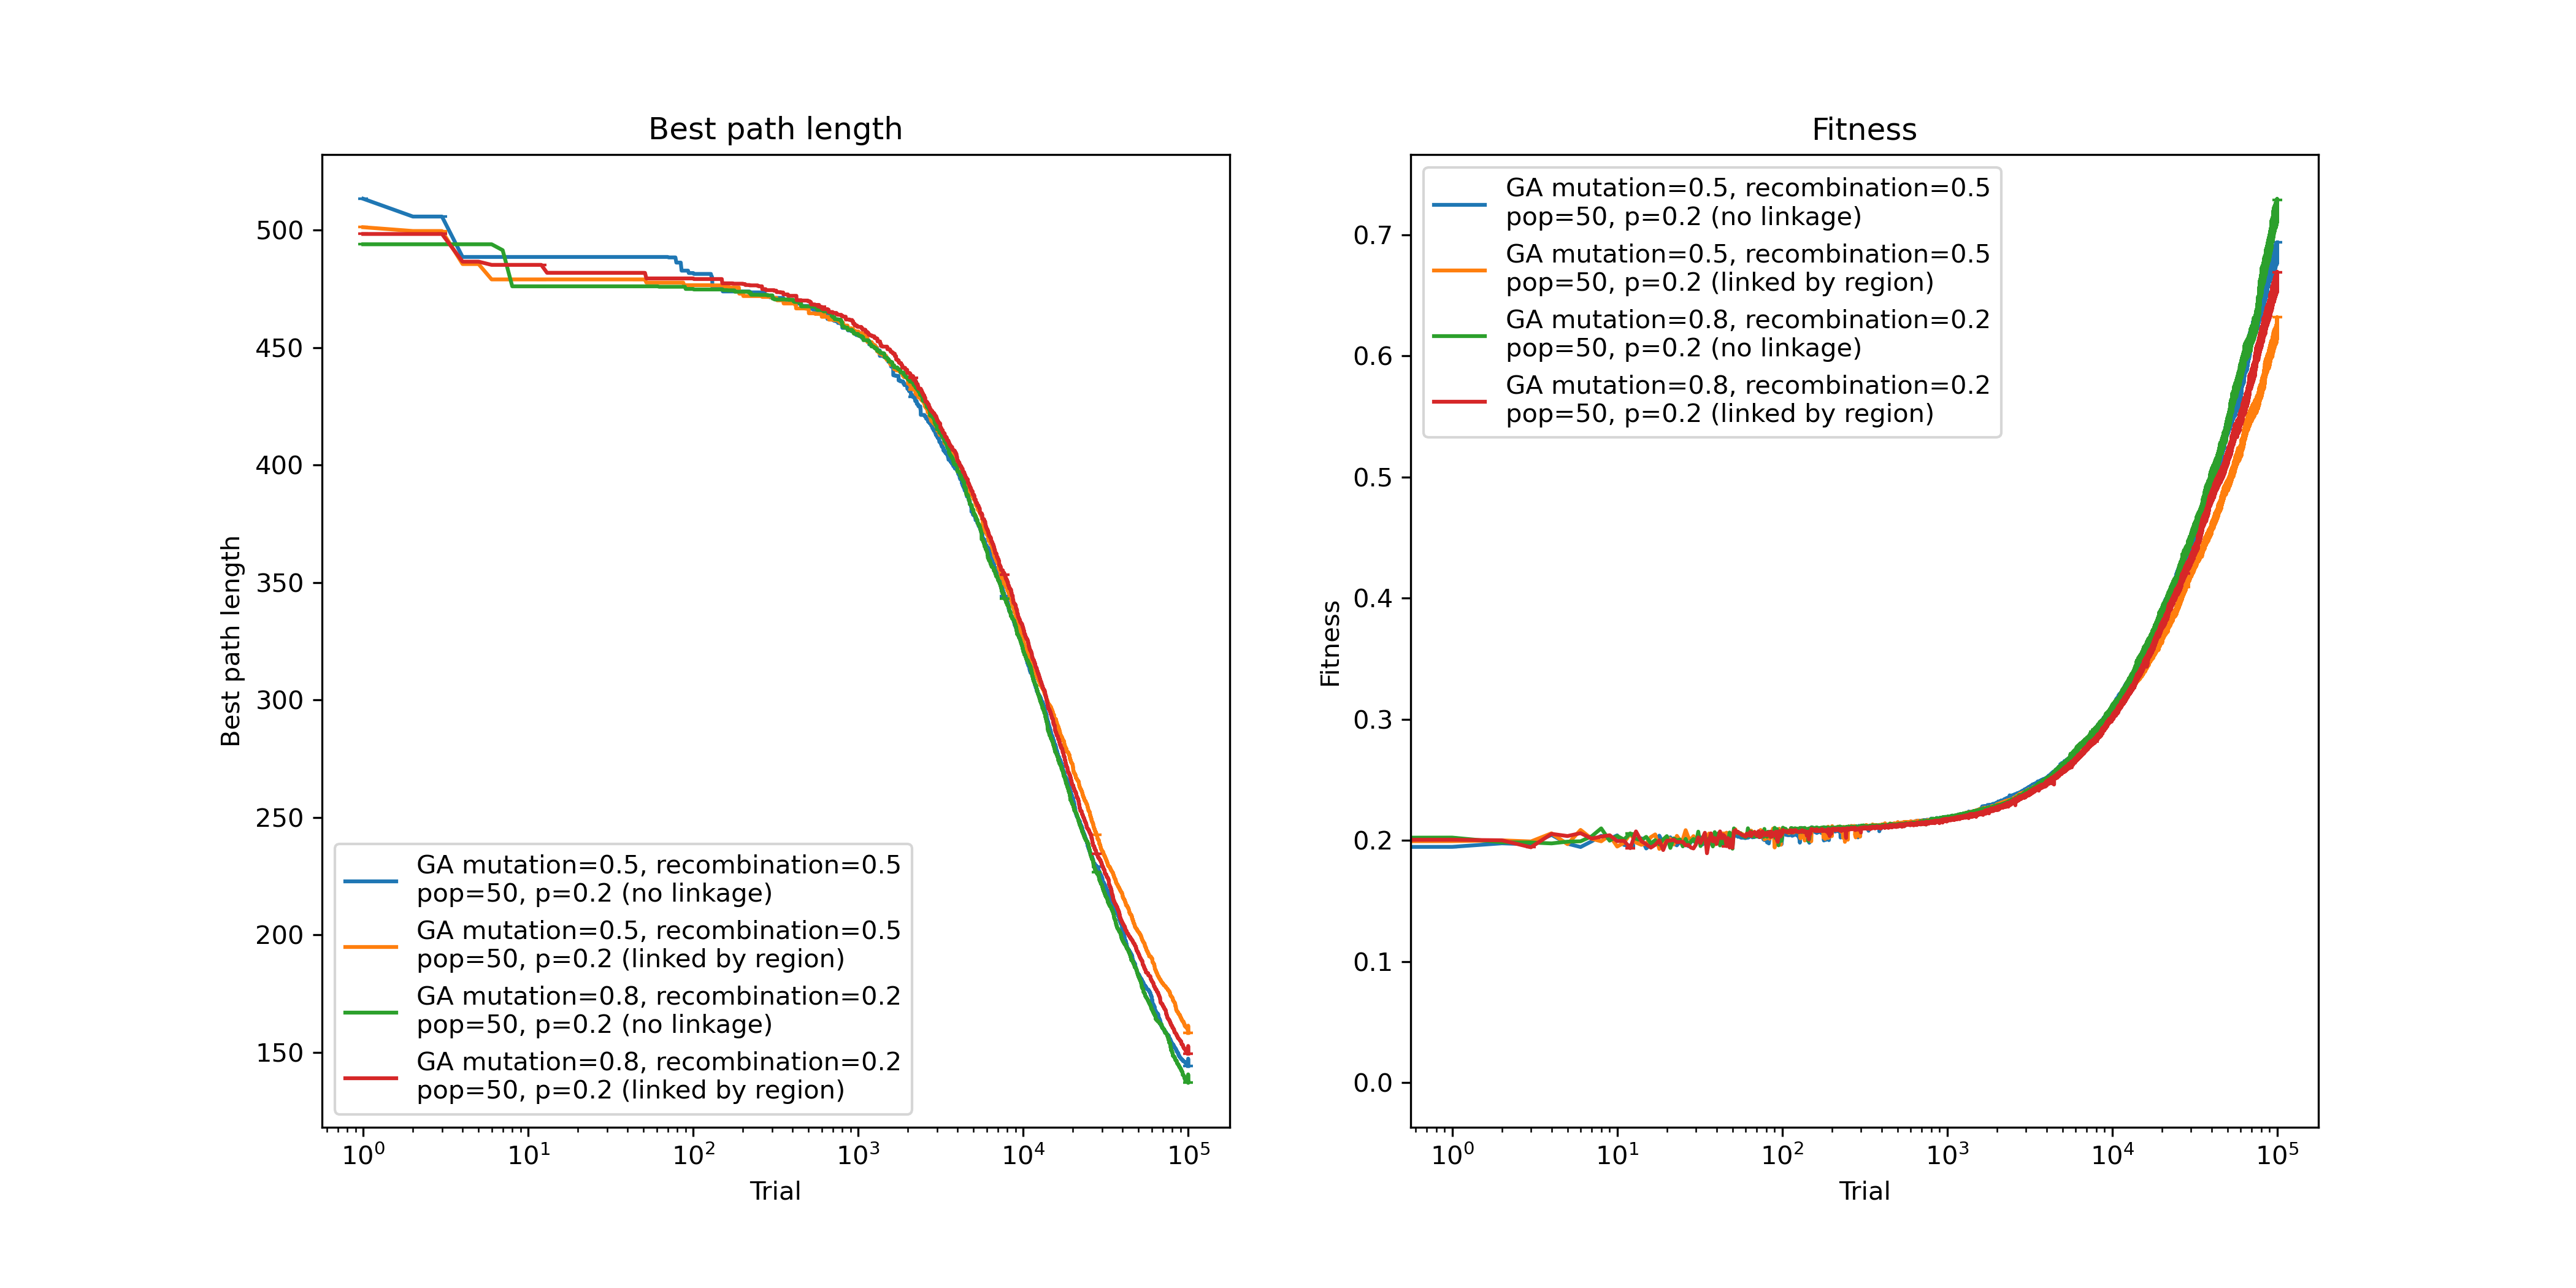 Best path length
Best path length
500
450
400
350
300
250
200
150
GA mutation=0.5, recombination=0.5
pop=50, p=0.2 (no linkage)
GA mutation=0.5, recombination=0.5
pop=50, p=0.2 (linked by region)
GA mutation=0.8, recombination=0.2
pop=50, p=0.2 (no linkage)
GA mutation=0.8, recombination=0.2
pop=50, p=0.2 (linked by region)
10⁰ 10¹ 10² 10³ 10⁴ 10⁵
Trial
Fitness
Fitness
GA mutation=0.5, recombination=0.5
pop=50, p=0.2 (no linkage)
GA mutation=0.5, recombination=0.5
pop=50, p=0.2 (linked by region)
GA mutation=0.8, recombination=0.2
pop=50, p=0.2 (no linkage)
GA mutation=0.8, recombination=0.2
pop=50, p=0.2 (linked by region)
0.7
0.6
0.5
0.4
0.3
0.2
0.1
0.0
10⁰ 10¹ 10² 10³ 10⁴ 10⁵
Trial